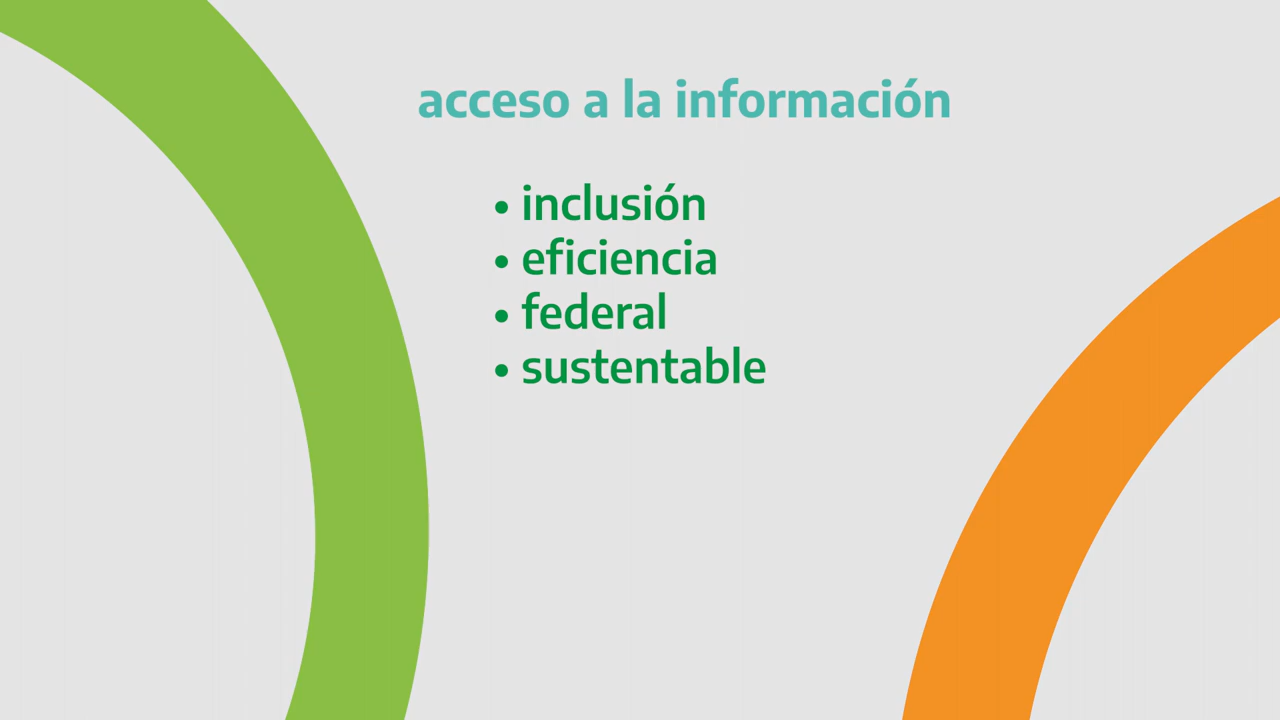 acceso a la información
• inclusión
• eficiencia
• federal
• sustentable